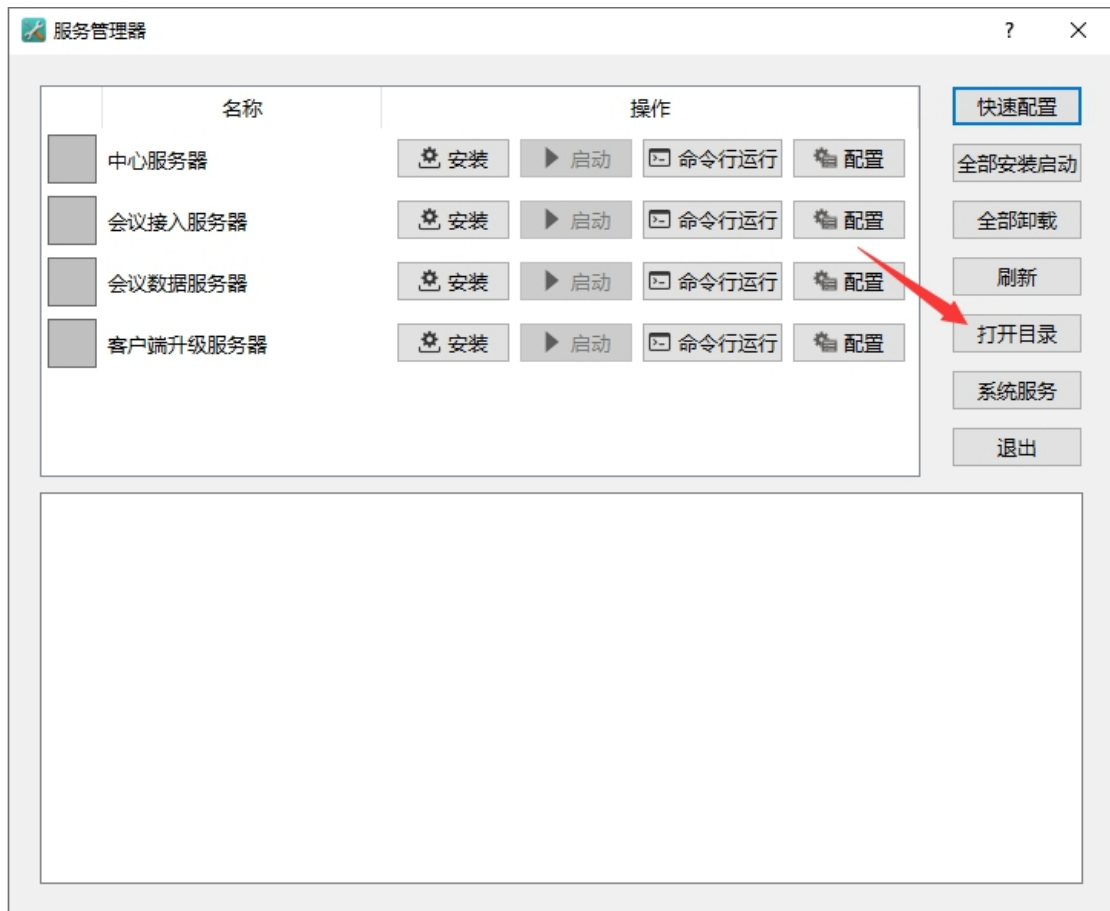 服务管理器 ?
名称 操作
中心服务器 安装 启动 命令行运行 配置
会议接入服务器 安装 启动 命令行运行 配置
会议数据服务器 安装 启动 命令行运行 配置
客户端升级服务器 安装 启动 命令行运行 配置
快速配置
全部安装启动
全部卸载
刷新
打开目录
系统服务
退出